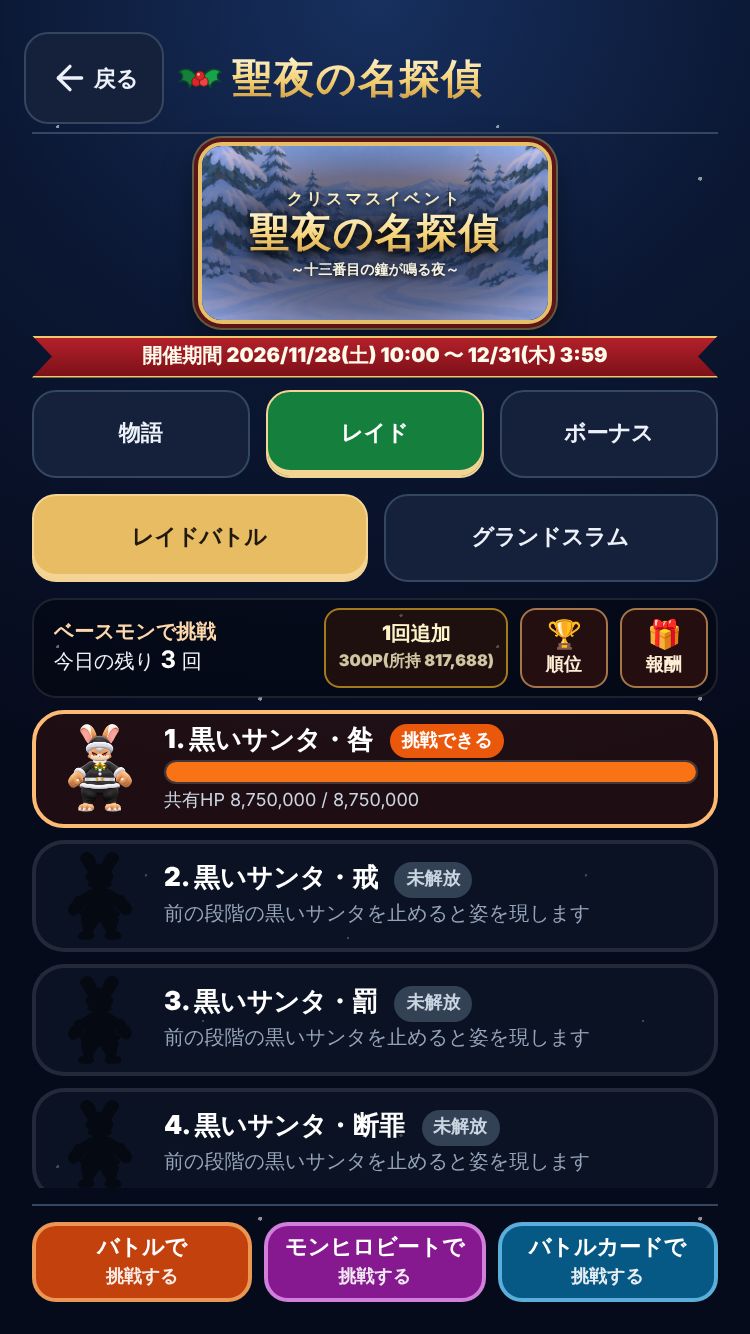 戻る
聖夜の名探偵
クリスマスイベント
聖夜の名探偵
～十三番目の鐘が鳴る夜～
開催期間 2026/11/28(土) 10:00 〜 12/31(木) 3:59
物語
レイド
ボーナス
レイドバトル
グランドスラム
ベースモンで挑戦
今日の残り 3 回
1回追加
300P(所持 817,688)
順位
報酬
1. 黒いサンタ・咎
挑戦できる
共有HP 8,750,000 / 8,750,000
2. 黒いサンタ・戒
未解放
前の段階の黒いサンタを止めると姿を現します
3. 黒いサンタ・罰
未解放
前の段階の黒いサンタを止めると姿を現します
4. 黒いサンタ・断罪
未解放
前の段階の黒いサンタを止めると姿を現します
バトルで
挑戦する
モンヒロビートで
挑戦する
バトルカードで
挑戦する